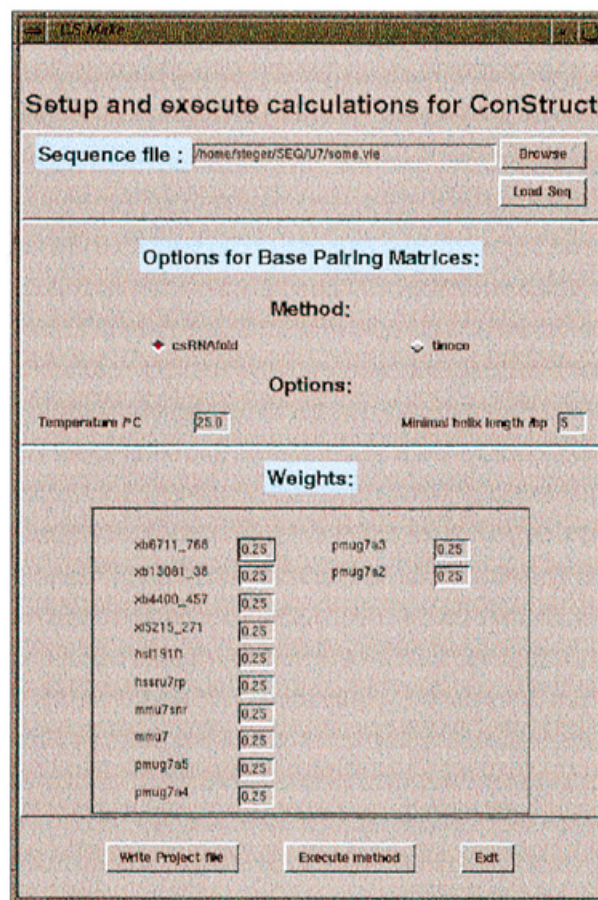 CS Make
Setup and execute calculations for ConStruct
Sequence file : /home/steger/SEQ/U7/some.vie Browse
Load Seq
Options for Base Pairing Matrices:
Method:
csRNAfold tinoco
Options:
Temperature /°C 25.0 Minimal helix length /bp 5
Weights:
xb6711_766 0.25 pmug7a3 0.25
xb13081_36 0.25 pmug7a2 0.25
xb4400_457 0.25
xl5215_271 0.25
0.25
hssru7rp 0.25
mmu7snr 0.25
mmu7 0.25
pmug7a5 0.25
pmug7a4 0.25
Write Project file Execute method Exit